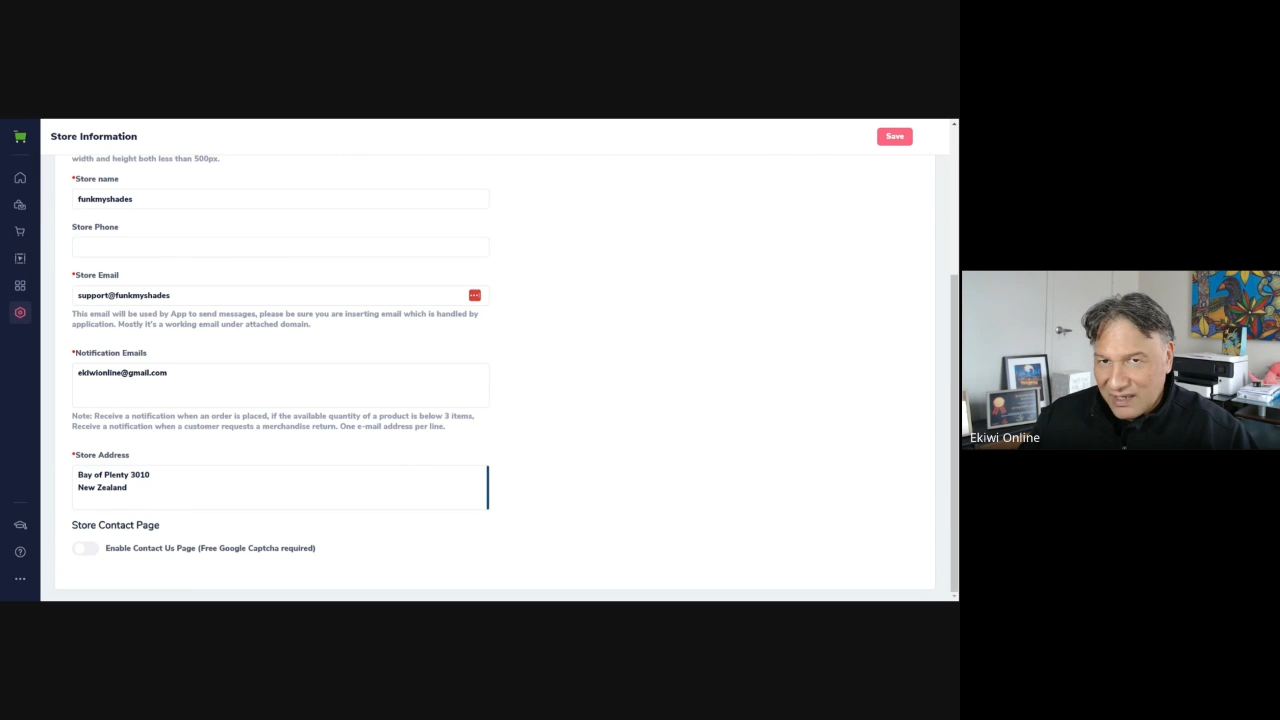 Store Information
Save
width and height both less than 500px.
*Store name
funkmyshades
Store Phone
*Store Email
support@funkmyshades
This email will be used by App to send messages, please be sure you are inserting email which is handled by
application. Mostly it's a working email under attached domain.
*Notification Emails
ekiwionline@gmail.com
Note: Receive a notification when an order is placed, if the available quantity of a product is below 3 items,
Receive a notification when a customer requests a merchandise return. One e-mail address per line.
*Store Address
Bay of Plenty 3010
New Zealand
Store Contact Page
Enable Contact Us Page (Free Google Captcha required)
Ekiwi Online